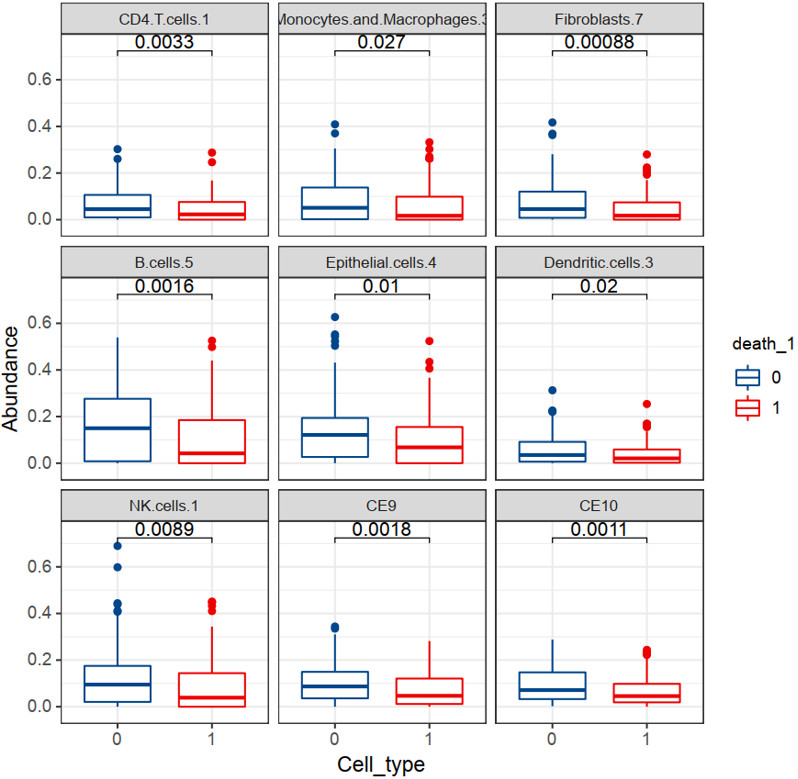 CD4.T.cells.1 Monocytes.and.Macrophages.3 Fibroblasts.7
0.0033 0.027 0.00088
0.6
0.4
0.2
0.0
B.cells.5 Epithelial.cells.4 Dendritic.cells.3
0.0016 0.01 0.02
0.6
0.4
0.2
0.0
NK.cells.1 CE9 CE10
0.0089 0.0018 0.0011
0.6
0.4
0.2
0.0
0 1 0 1 0 1
Cell_type
Abundance
death_1
0
1